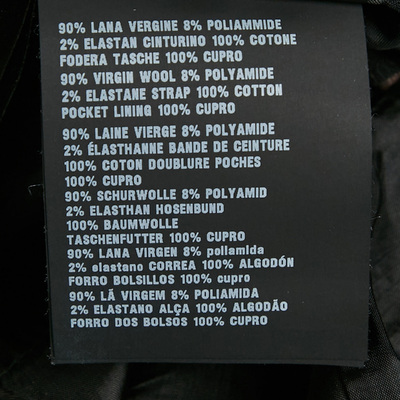 90% LANA VERGINE 8% POLIAMMIDE
2% ELASTAN CINTURINO 100% COTONE
FODERA TASCHE 100% CUPRO
90% VIRGIN WOOL 8% POLYAMIDE
2% ELASTANE STRAP 100% COTTON
POCKET LINING 100% CUPRO
90% LAINE VIERGE 8% POLYAMIDE
2% ÉLASTHANNE BANDE DE CEINTURE
100% COTON DOUBLURE POCHES
100% CUPRO
90% SCHURWOLLE 8% POLYAMID
2% ELASTHAN HOSENBUND
100% BAUMWOLLE
TASCHENFUTTER 100% CUPRO
90% LANA VIRGEN 8% poliamida
2% elastano CORREA 100% ALGODÓN
FORRO BOLSILLOS 100% cupro
90% LÃ VIRGEM 8% POLIAMIDA
2% ELASTANO ALÇA 100% ALGODÃO
FORRO DOS BOLSOS 100% CUPRO